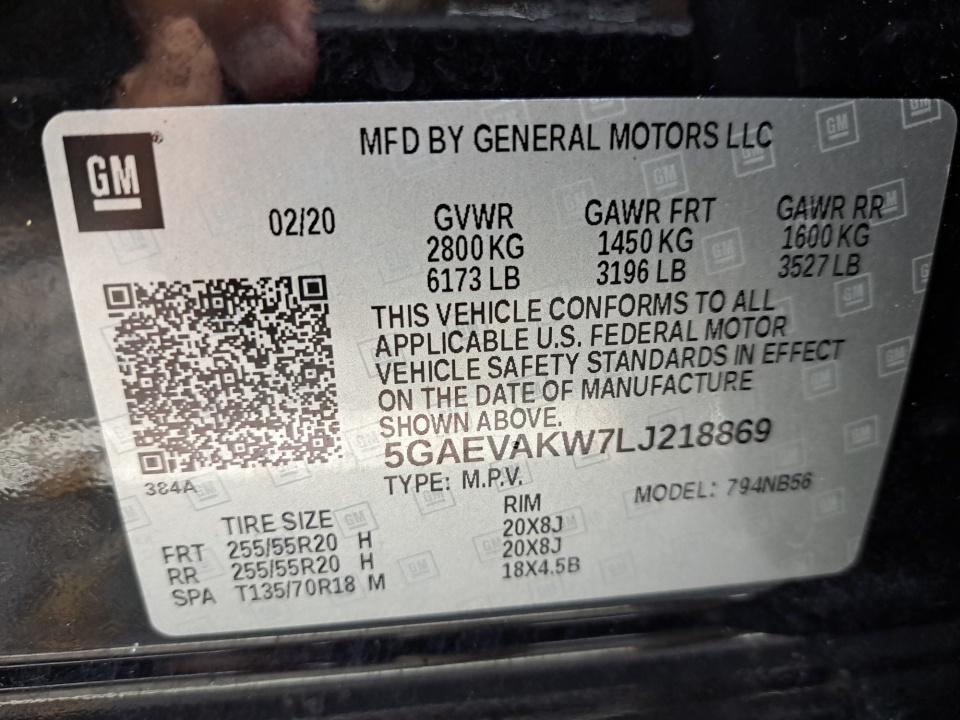 GM
MFD BY GENERAL MOTORS LLC
02/20
GVWR GAWR FRT GAWR RR
2800 KG 1450 KG 1600 KG
6173 LB 3196 LB 3527 LB
THIS VEHICLE CONFORMS TO ALL
APPLICABLE U.S. FEDERAL MOTOR
VEHICLE SAFETY STANDARDS IN EFFECT
ON THE DATE OF MANUFACTURE
SHOWN ABOVE.
5GAEVAKW7LJ218869
384A
TYPE: M.P.V. MODEL: 794NB56
TIRE SIZE RIM
FRT 255/55R20 H 20X8J
RR 255/55R20 H 20X8J
SPA T135/70R18 M 18X4.5B